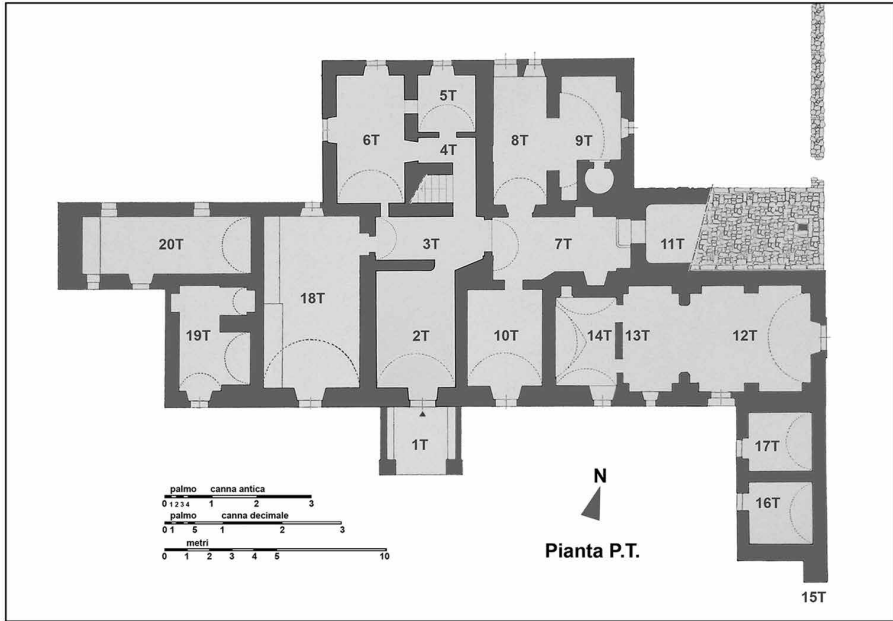 5T
6T
8T
9T
4T
20T
3T
7T
11T
18T
19T
2T
10T
14T
13T
12T
1T
17T
16T
15T
palmo canna antica
0 1 2 3 4 1 2 3
palmo canna decimale
0 1 5 1 2 3
metri
0 1 2 3 4 5 10
N
Pianta P.T.